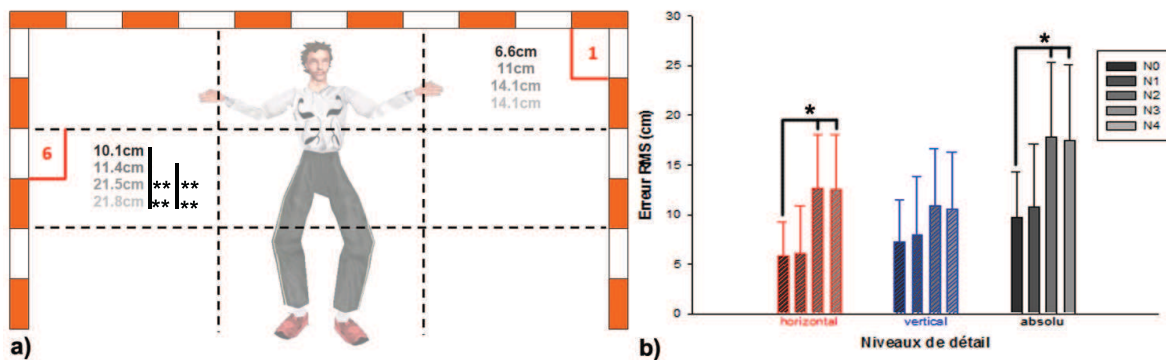 a)
1
6.6cm
11cm
14.1cm
14.1cm
6
10.1cm
11.4cm
21.5cm ** **
21.8cm ** **
b)
Erreur RMS (cm)
30
25
20
15
10
5
0
* *
N0
N1
N2
N3
N4
horizontal vertical absolu
Niveaux de détail